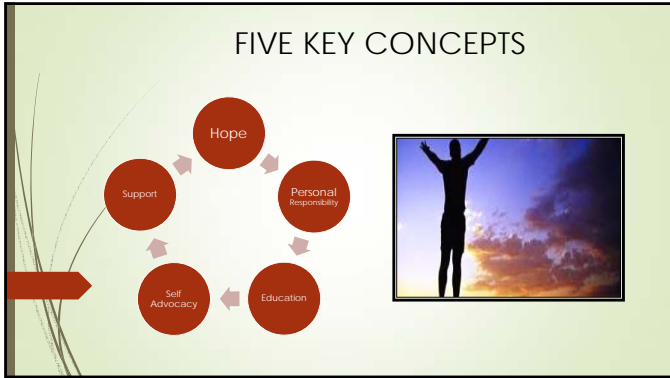 FIVE KEY CONCEPTS
Hope
Personal
Responsibility
Education
Self
Advocacy
Support